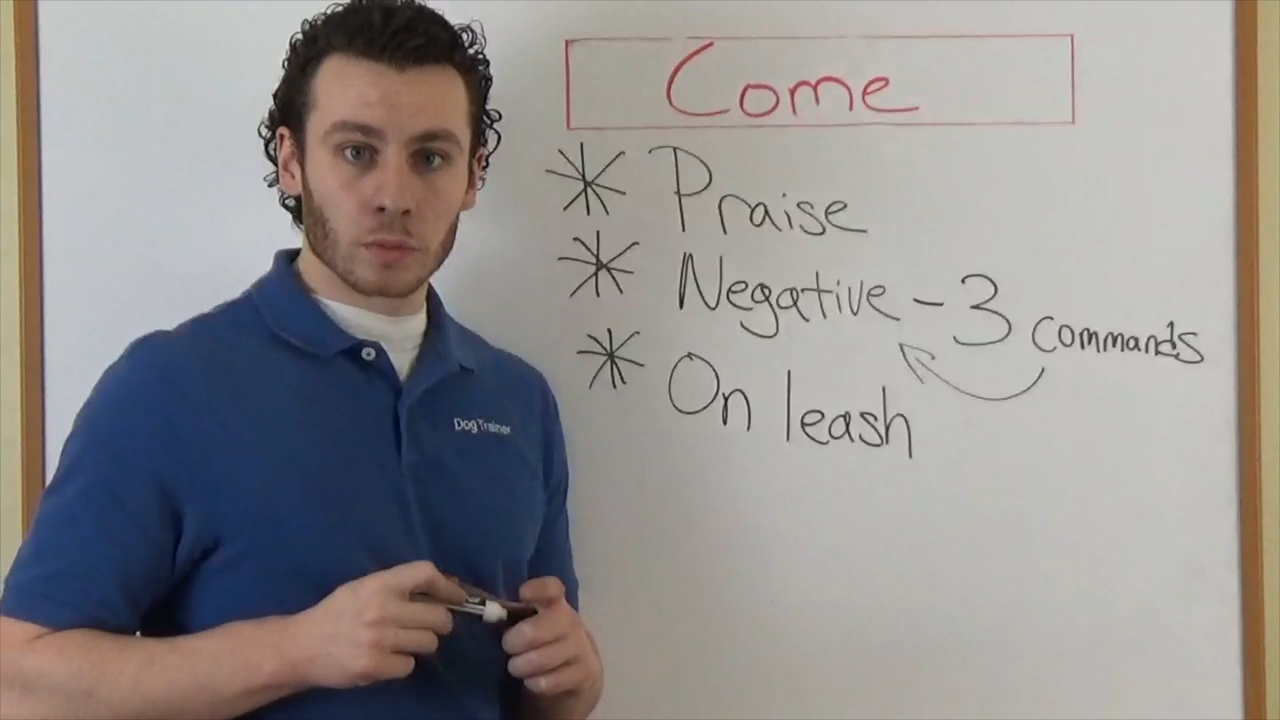 Come
* Praise
* Negative - 3 commands
* On leash
Dog Trainer